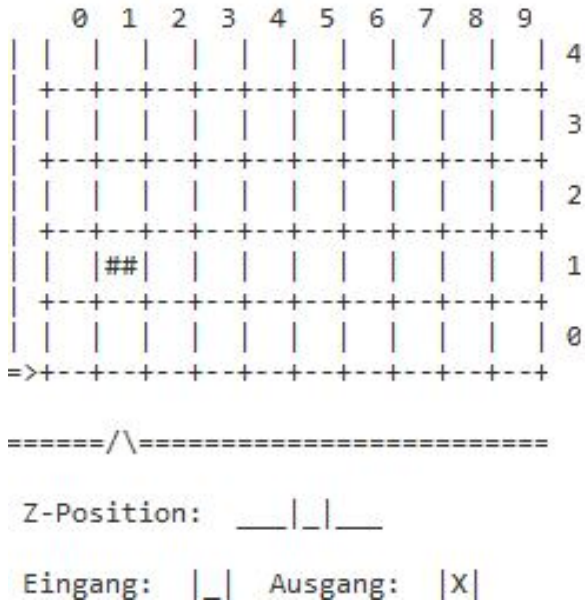 0 1 2 3 4 5 6 7 8 9
| | | | | | | | | | | | 4
| +--+--+--+--+--+--+--+--+--+--+
| | | | | | | | | | | | 3
| +--+--+--+--+--+--+--+--+--+--+
| | | | | | | | | | | | 2
| +--+--+--+--+--+--+--+--+--+--+
| | |##| | | | | | | | | 1
| +--+--+--+--+--+--+--+--+--+--+
| | | | | | | | | | | | 0
=>+--+--+--+--+--+--+--+--+--+--+
======/\=========================
Z-Position: ___|_|___
Eingang: |_| Ausgang: |X|